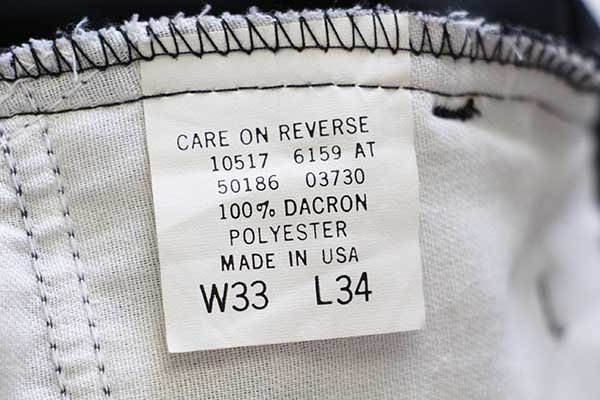 CARE ON REVERSE
10517 6159 AT
50186 03730
100% DACRON
POLYESTER
MADE IN USA
W33 L34